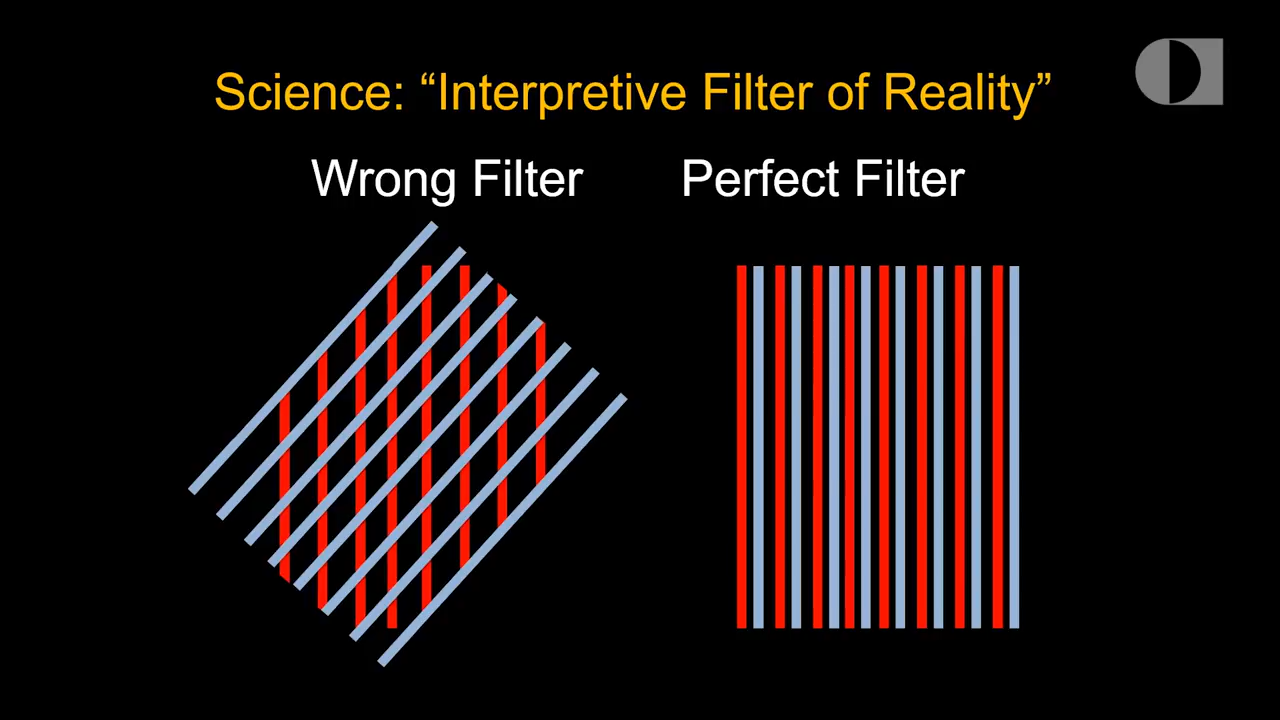 Science: “Interpretive Filter of Reality”
Wrong Filter Perfect Filter